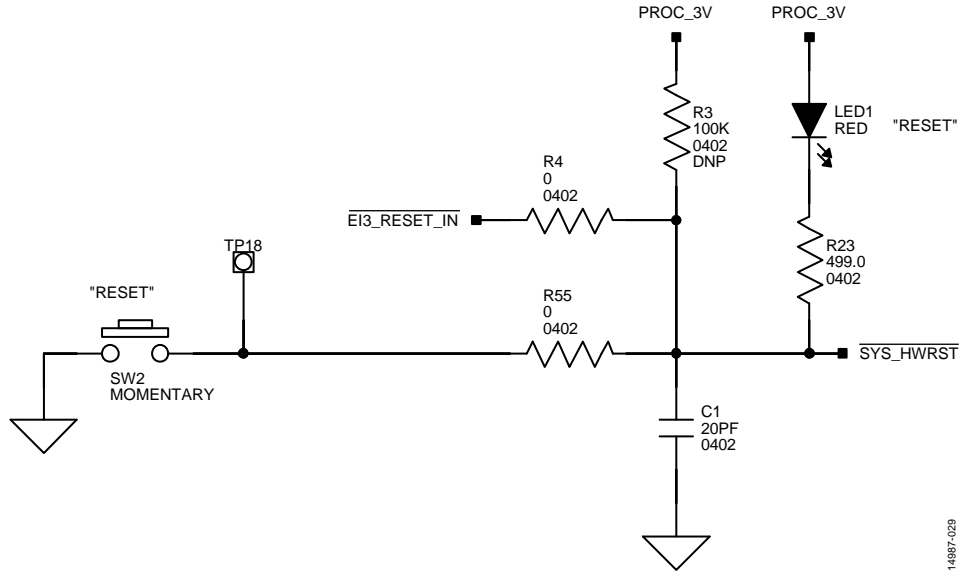 PROC_3V
PROC_3V
R3
100K
0402
DNP
LED1
RED
"RESET"
R4
0
0402
EI3_RESET_IN
TP18
R23
499.0
0402
"RESET"
R55
0
0402
SYS_HWRST
SW2
MOMENTARY
C1
20PF
0402
14987-029